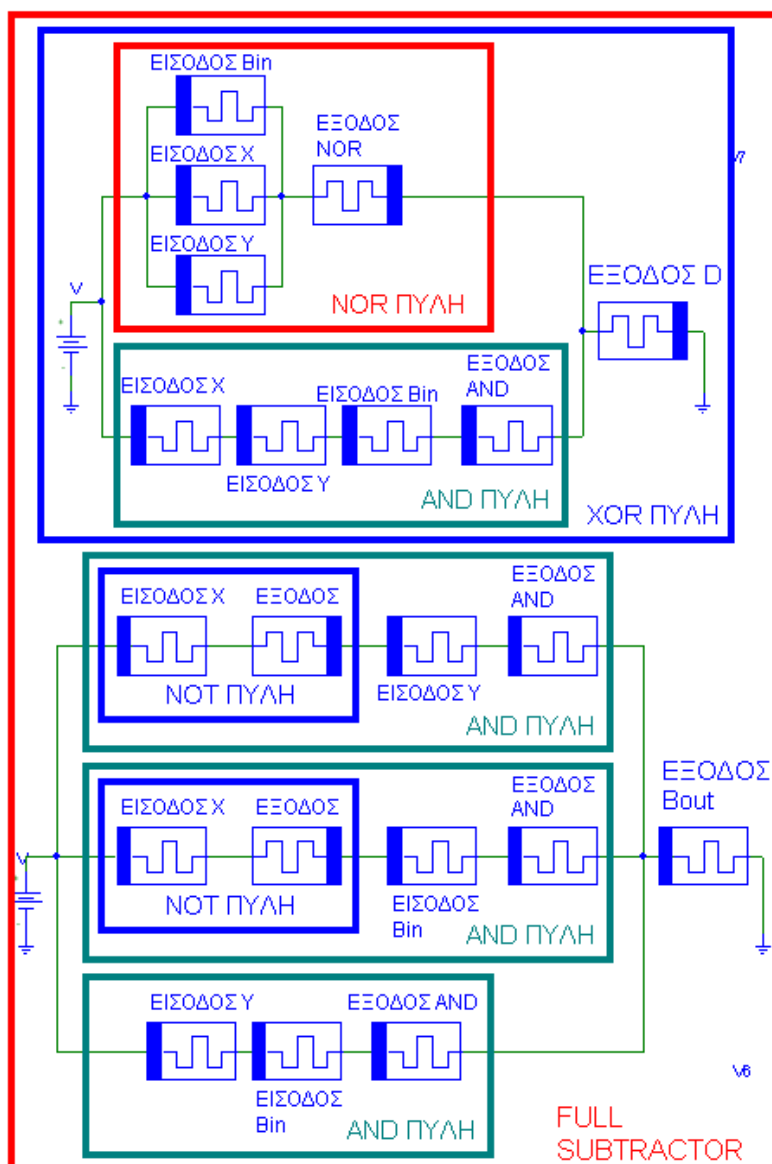 ΕΙΣΟΔΟΣ Bin
ΕΞΟΔΟΣ
NOR
ΕΙΣΟΔΟΣ X
V7
ΕΙΣΟΔΟΣ Y
V
ΕΞΟΔΟΣ D
NOR ΠΥΛΗ
ΕΙΣΟΔΟΣ X
ΕΙΣΟΔΟΣ Bin
ΕΞΟΔΟΣ
AND
ΕΙΣΟΔΟΣ Y
AND ΠΥΛΗ
XOR ΠΥΛΗ
ΕΙΣΟΔΟΣ X
ΕΞΟΔΟΣ
ΕΞΟΔΟΣ
AND
NOT ΠΥΛΗ
ΕΙΣΟΔΟΣ Y
AND ΠΥΛΗ
ΕΙΣΟΔΟΣ X
ΕΞΟΔΟΣ
ΕΞΟΔΟΣ
AND
ΕΞΟΔΟΣ
Bout
V
NOT ΠΥΛΗ
ΕΙΣΟΔΟΣ
Bin
AND ΠΥΛΗ
ΕΙΣΟΔΟΣ Y
ΕΞΟΔΟΣ AND
ΕΙΣΟΔΟΣ
Bin
AND ΠΥΛΗ
V6
FULL
SUBTRACTOR